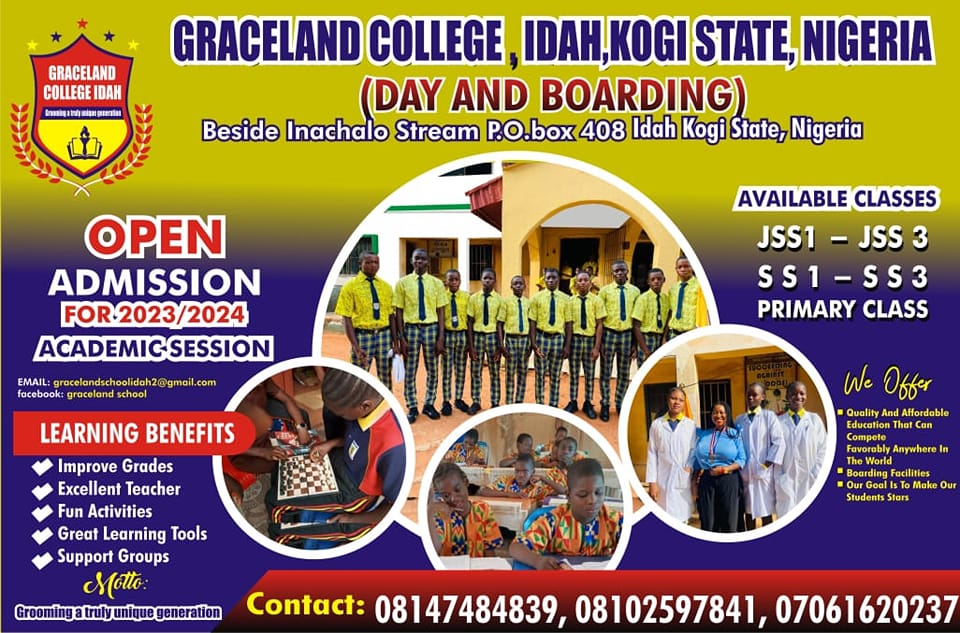 GRACELAND COLLEGE , IDAH,KOGI STATE, NIGERIA
(DAY AND BOARDING)
Beside Inachalo Stream P.O.box 408 Idah Kogi State, Nigeria
GRACELAND
COLLEGE IDAH
Grooming a truly unique generation
OPEN
ADMISSION
FOR 2023/2024
ACADEMIC SESSION
EMAIL: gracelandschoolidah2@gmail.com
facebook: graceland school
LEARNING BENEFITS
Improve Grades
Excellent Teacher
Fun Activities
Great Learning Tools
Support Groups
Motto:
Grooming a truly unique generation
AVAILABLE CLASSES
JSS1 – JSS 3
S S 1 – S S 3
PRIMARY CLASS
SUCCEEDING
AGAINST
We Offer
Quality And Affordable
Education That Can
Compete
Favorably Anywhere In
The World
Boarding Facilities
Our Goal Is To Make Our
Students Stars
Contact: 08147484839, 08102597841, 07061620237